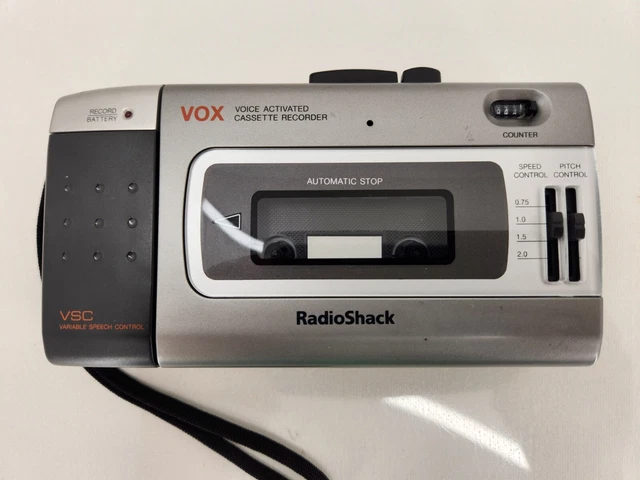 RECORD
BATTERY
VOX
VOICE ACTIVATED
CASSETTE RECORDER
COUNTER
SPEED
CONTROL
PITCH
CONTROL
AUTOMATIC STOP
0.75
1.0
1.5
2.0
VSC
VARIABLE SPEECH CONTROL
RadioShack